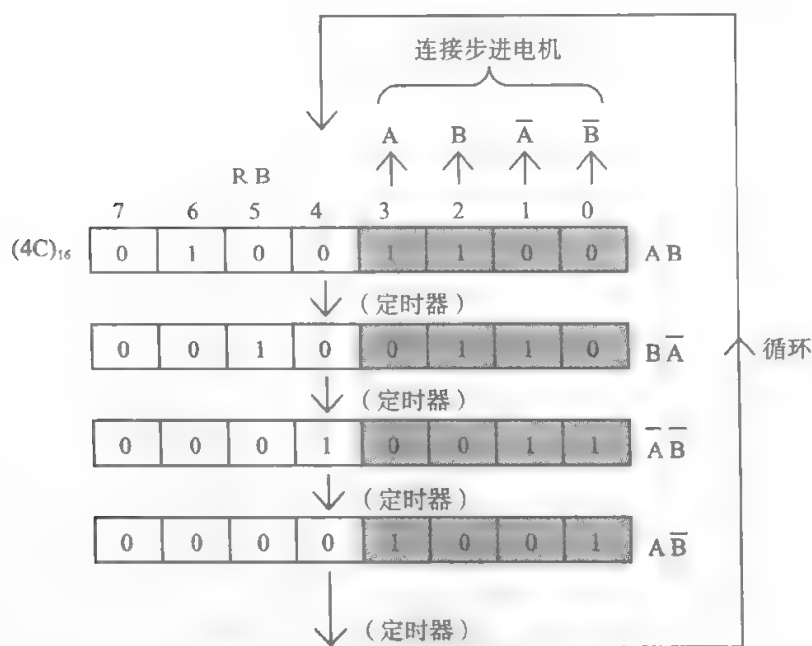 连接步进电机
A B A̅ B̅
R B
7 6 5 4 3 2 1 0
(4C)₁₆ 0 1 0 0 1 1 0 0 A B
(定时器)
0 0 1 0 0 1 1 0 B A̅
循环
(定时器)
0 0 0 1 0 0 1 1 A̅ B̅
(定时器)
0 0 0 0 1 0 0 1 A B̅
(定时器)